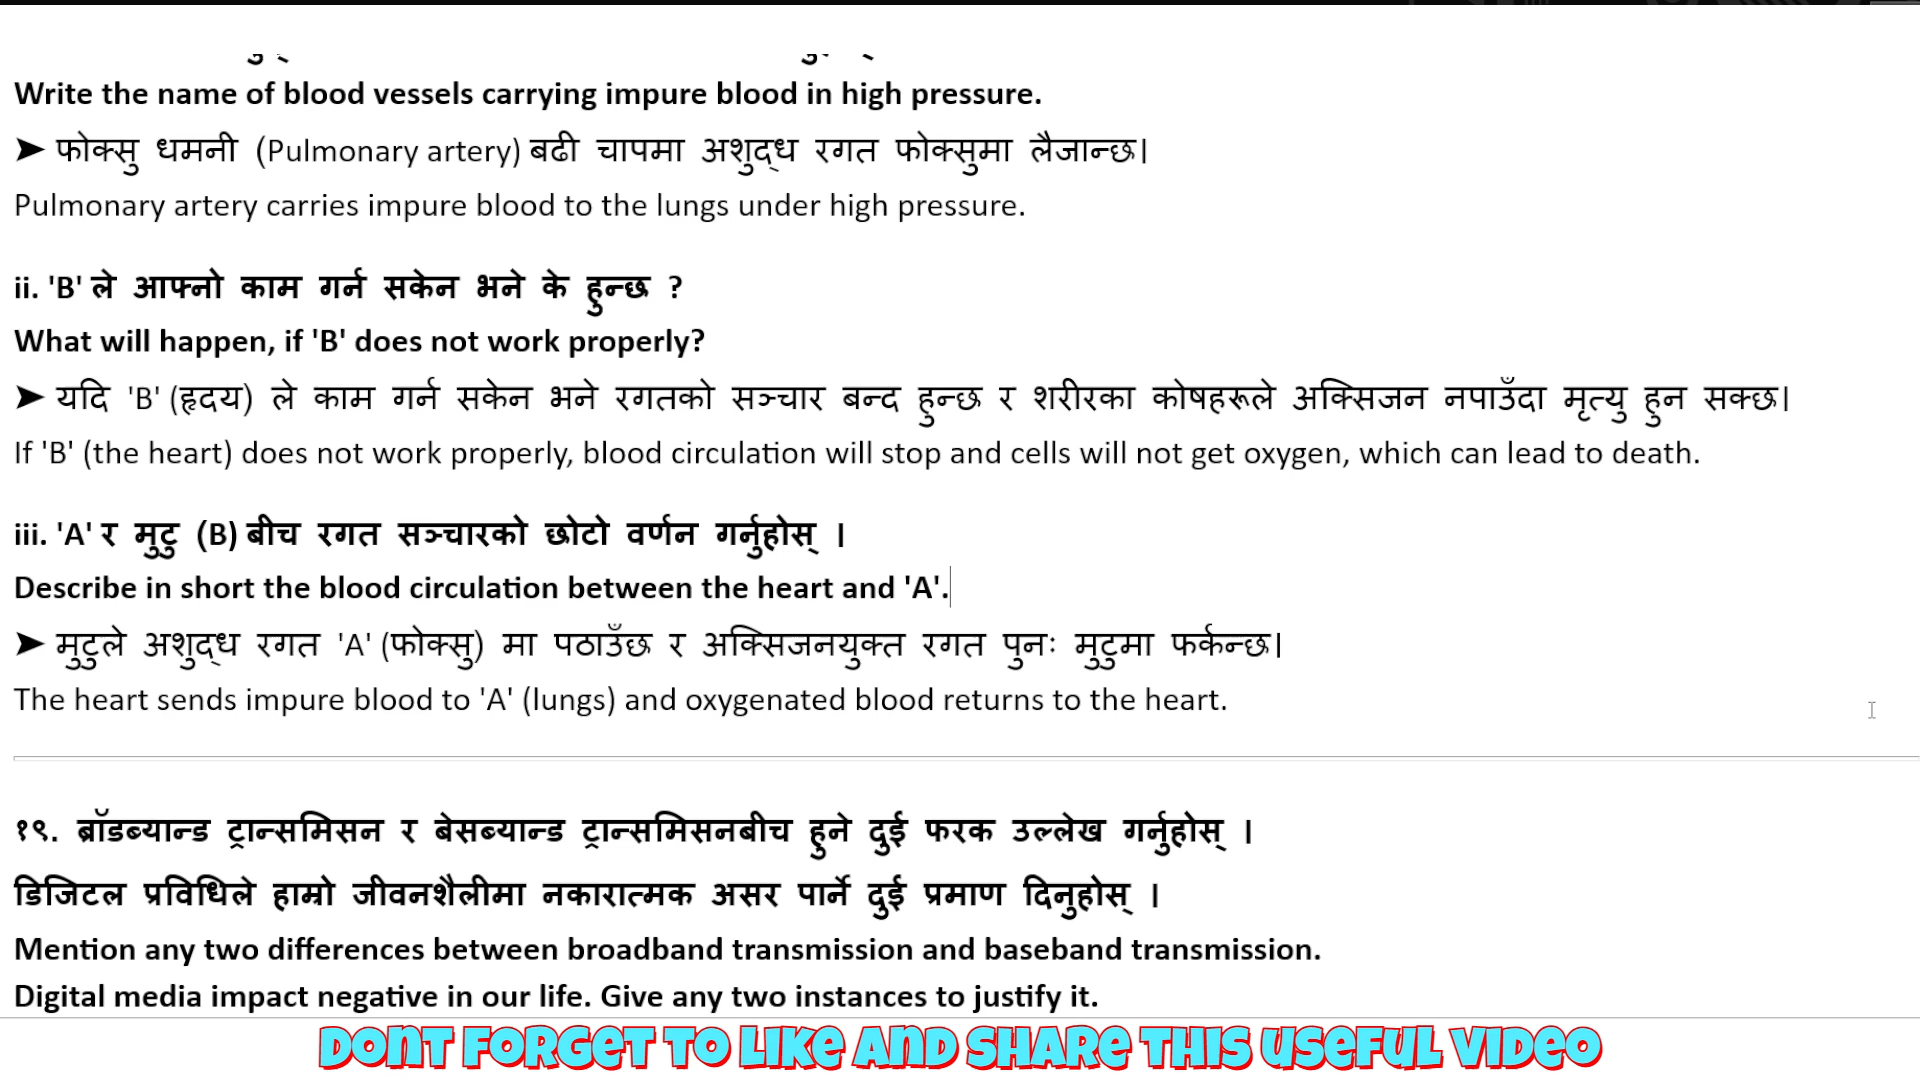 Write the name of blood vessels carrying impure blood in high pressure.
➤ फोक्सु धमनी (Pulmonary artery) बढी चापमा अशुद्ध रगत फोक्सुमा लैजान्छ।
Pulmonary artery carries impure blood to the lungs under high pressure.
ii. 'B' ले आफ्नो काम गर्न सकेन भने के हुन्छ ?
What will happen, if 'B' does not work properly?
➤ यदि 'B' (हृदय) ले काम गर्न सकेन भने रगतको सञ्चार बन्द हुन्छ र शरीरका कोषहरूले अक्सिजन नपाउँदा मृत्यु हुन सक्छ।
If 'B' (the heart) does not work properly, blood circulation will stop and cells will not get oxygen, which can lead to death.
iii. 'A' र मुटु (B) बीच रगत सञ्चारको छोटो वर्णन गर्नुहोस् ।
Describe in short the blood circulation between the heart and 'A'.
➤ मुटुले अशुद्ध रगत 'A' (फोक्सु) मा पठाउँछ र अक्सिजनयुक्त रगत पुनः मुटुमा फर्कन्छ।
The heart sends impure blood to 'A' (lungs) and oxygenated blood returns to the heart.
१९. ब्रॉडब्यान्ड ट्रान्समिसन र बेसब्यान्ड ट्रान्समिसनबीच हुने दुई फरक उल्लेख गर्नुहोस् ।
डिजिटल प्रविधिले हाम्रो जीवनशैलीमा नकारात्मक असर पार्ने दुई प्रमाण दिनुहोस् ।
Mention any two differences between broadband transmission and baseband transmission.
Digital media impact negative in our life. Give any two instances to justify it.
DONT FORGET TO LIKE AND SHARE THIS USEFUL VIDEO